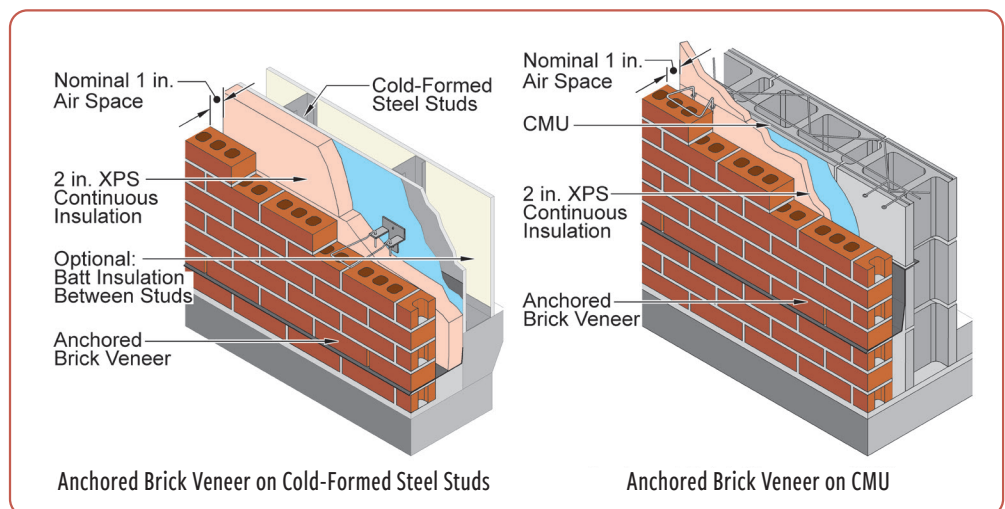 Nominal 1 in.
Air Space
Cold-Formed
Steel Studs
2 in. XPS
Continuous
Insulation
Optional:
Batt Insulation
Between Studs
Anchored
Brick Veneer
Anchored Brick Veneer on Cold-Formed Steel Studs
Nominal 1 in.
Air Space
CMU
2 in. XPS
Continuous
Insulation
Anchored
Brick Veneer
Anchored Brick Veneer on CMU